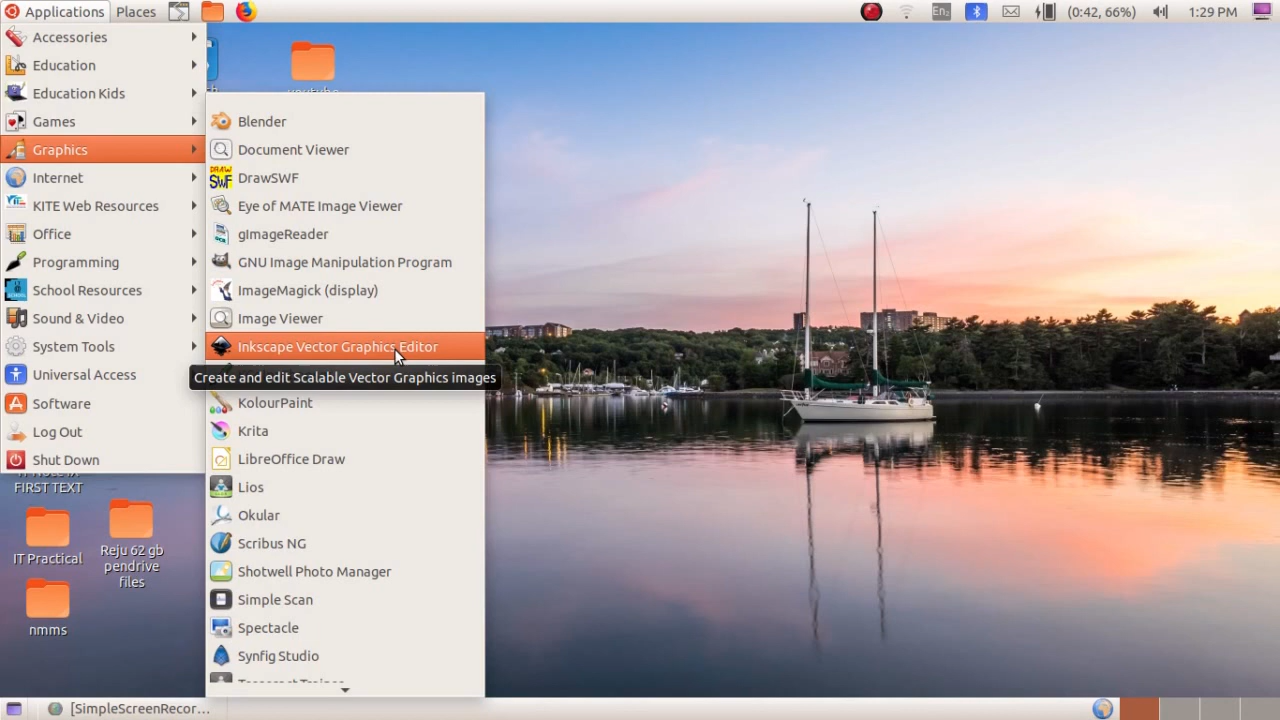 Applications Places
En2 (0:42, 66%) 1:29 PM
Accessories
Education
Education Kids
Games
Graphics
Internet
KITE Web Resources
Office
Programming
School Resources
Sound & Video
System Tools
Universal Access
Software
Log Out
Shut Down
Blender
Document Viewer
DrawSWF
Eye of MATE Image Viewer
gImageReader
GNU Image Manipulation Program
ImageMagick (display)
Image Viewer
Inkscape Vector Graphics Editor
Create and edit Scalable Vector Graphics images
KolourPaint
Krita
LibreOffice Draw
Lios
Okular
Scribus NG
Shotwell Photo Manager
Simple Scan
Spectacle
Synfig Studio
FIRST TEXT
IT Practical
Reju 62 gb
pendrive
files
nmms
[SimpleScreenRecor...